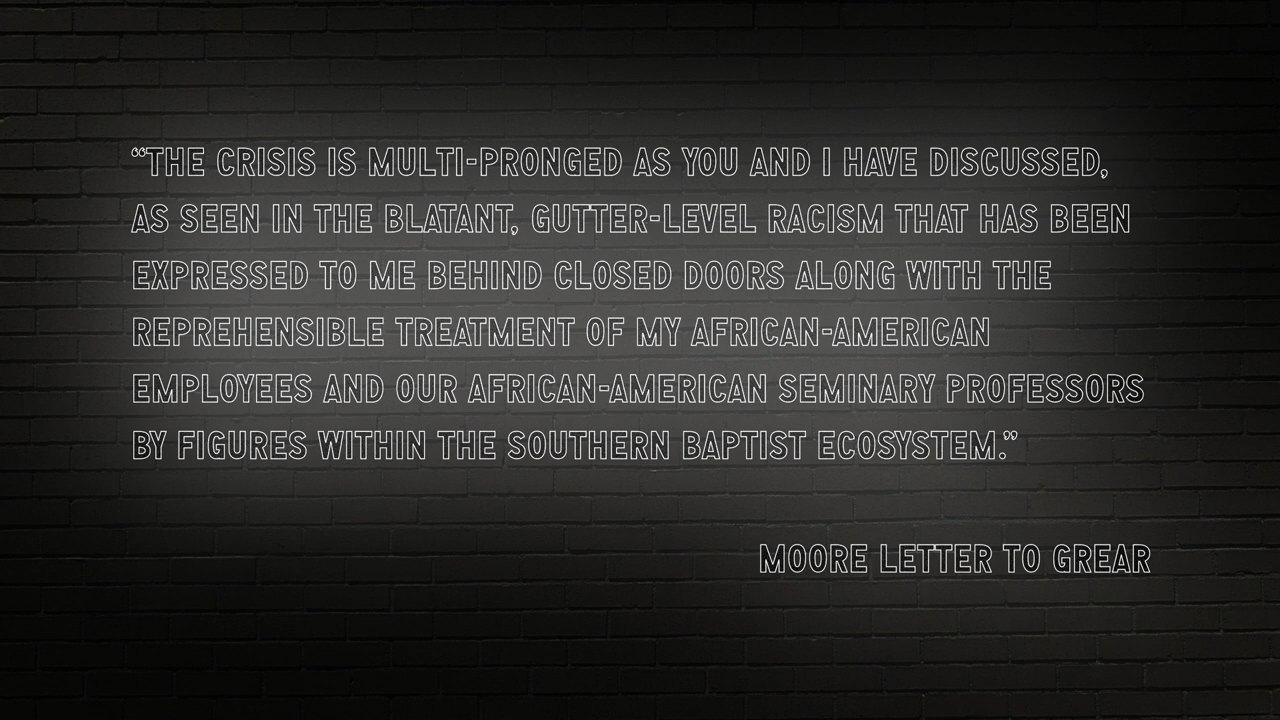 “THE CRISIS IS MULTI-PRONGED AS YOU AND I HAVE DISCUSSED,
AS SEEN IN THE BLATANT, GUTTER-LEVEL RACISM THAT HAS BEEN
EXPRESSED TO ME BEHIND CLOSED DOORS ALONG WITH THE
REPREHENSIBLE TREATMENT OF MY AFRICAN-AMERICAN
EMPLOYEES AND OUR AFRICAN-AMERICAN SEMINARY PROFESSORS
BY FIGURES WITHIN THE SOUTHERN BAPTIST ECOSYSTEM.”
MOORE LETTER TO GREAR